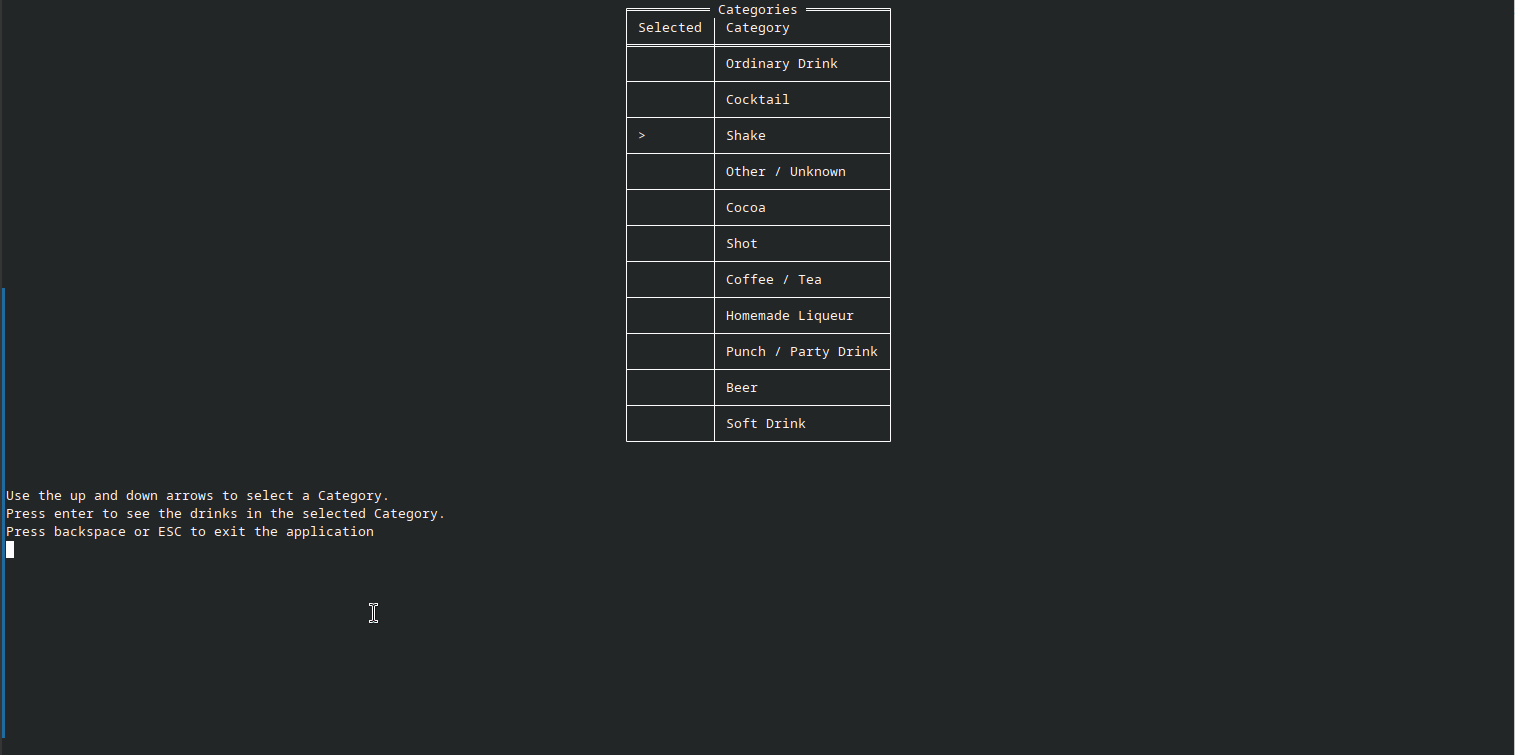 Categories
Selected Category
Ordinary Drink
Cocktail
> Shake
Other / Unknown
Cocoa
Shot
Coffee / Tea
Homemade Liqueur
Punch / Party Drink
Beer
Soft Drink
Use the up and down arrows to select a Category.
Press enter to see the drinks in the selected Category.
Press backspace or ESC to exit the application